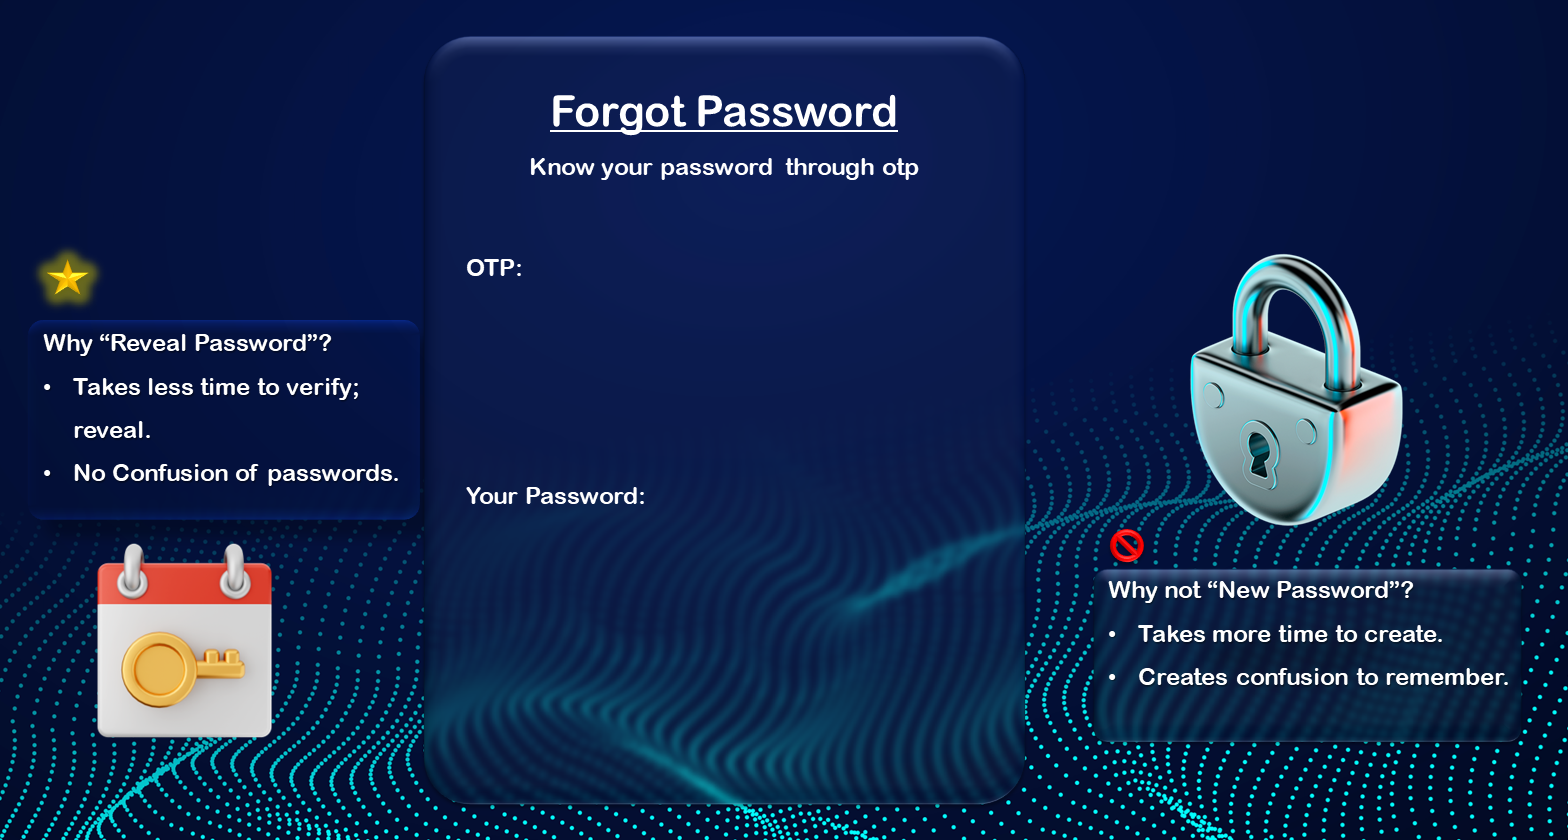 Forgot Password
Know your password through otp
OTP:
Your Password:
Why “Reveal Password”?
• Takes less time to verify;
reveal.
• No Confusion of passwords.
Why not “New Password”?
• Takes more time to create.
• Creates confusion to remember.